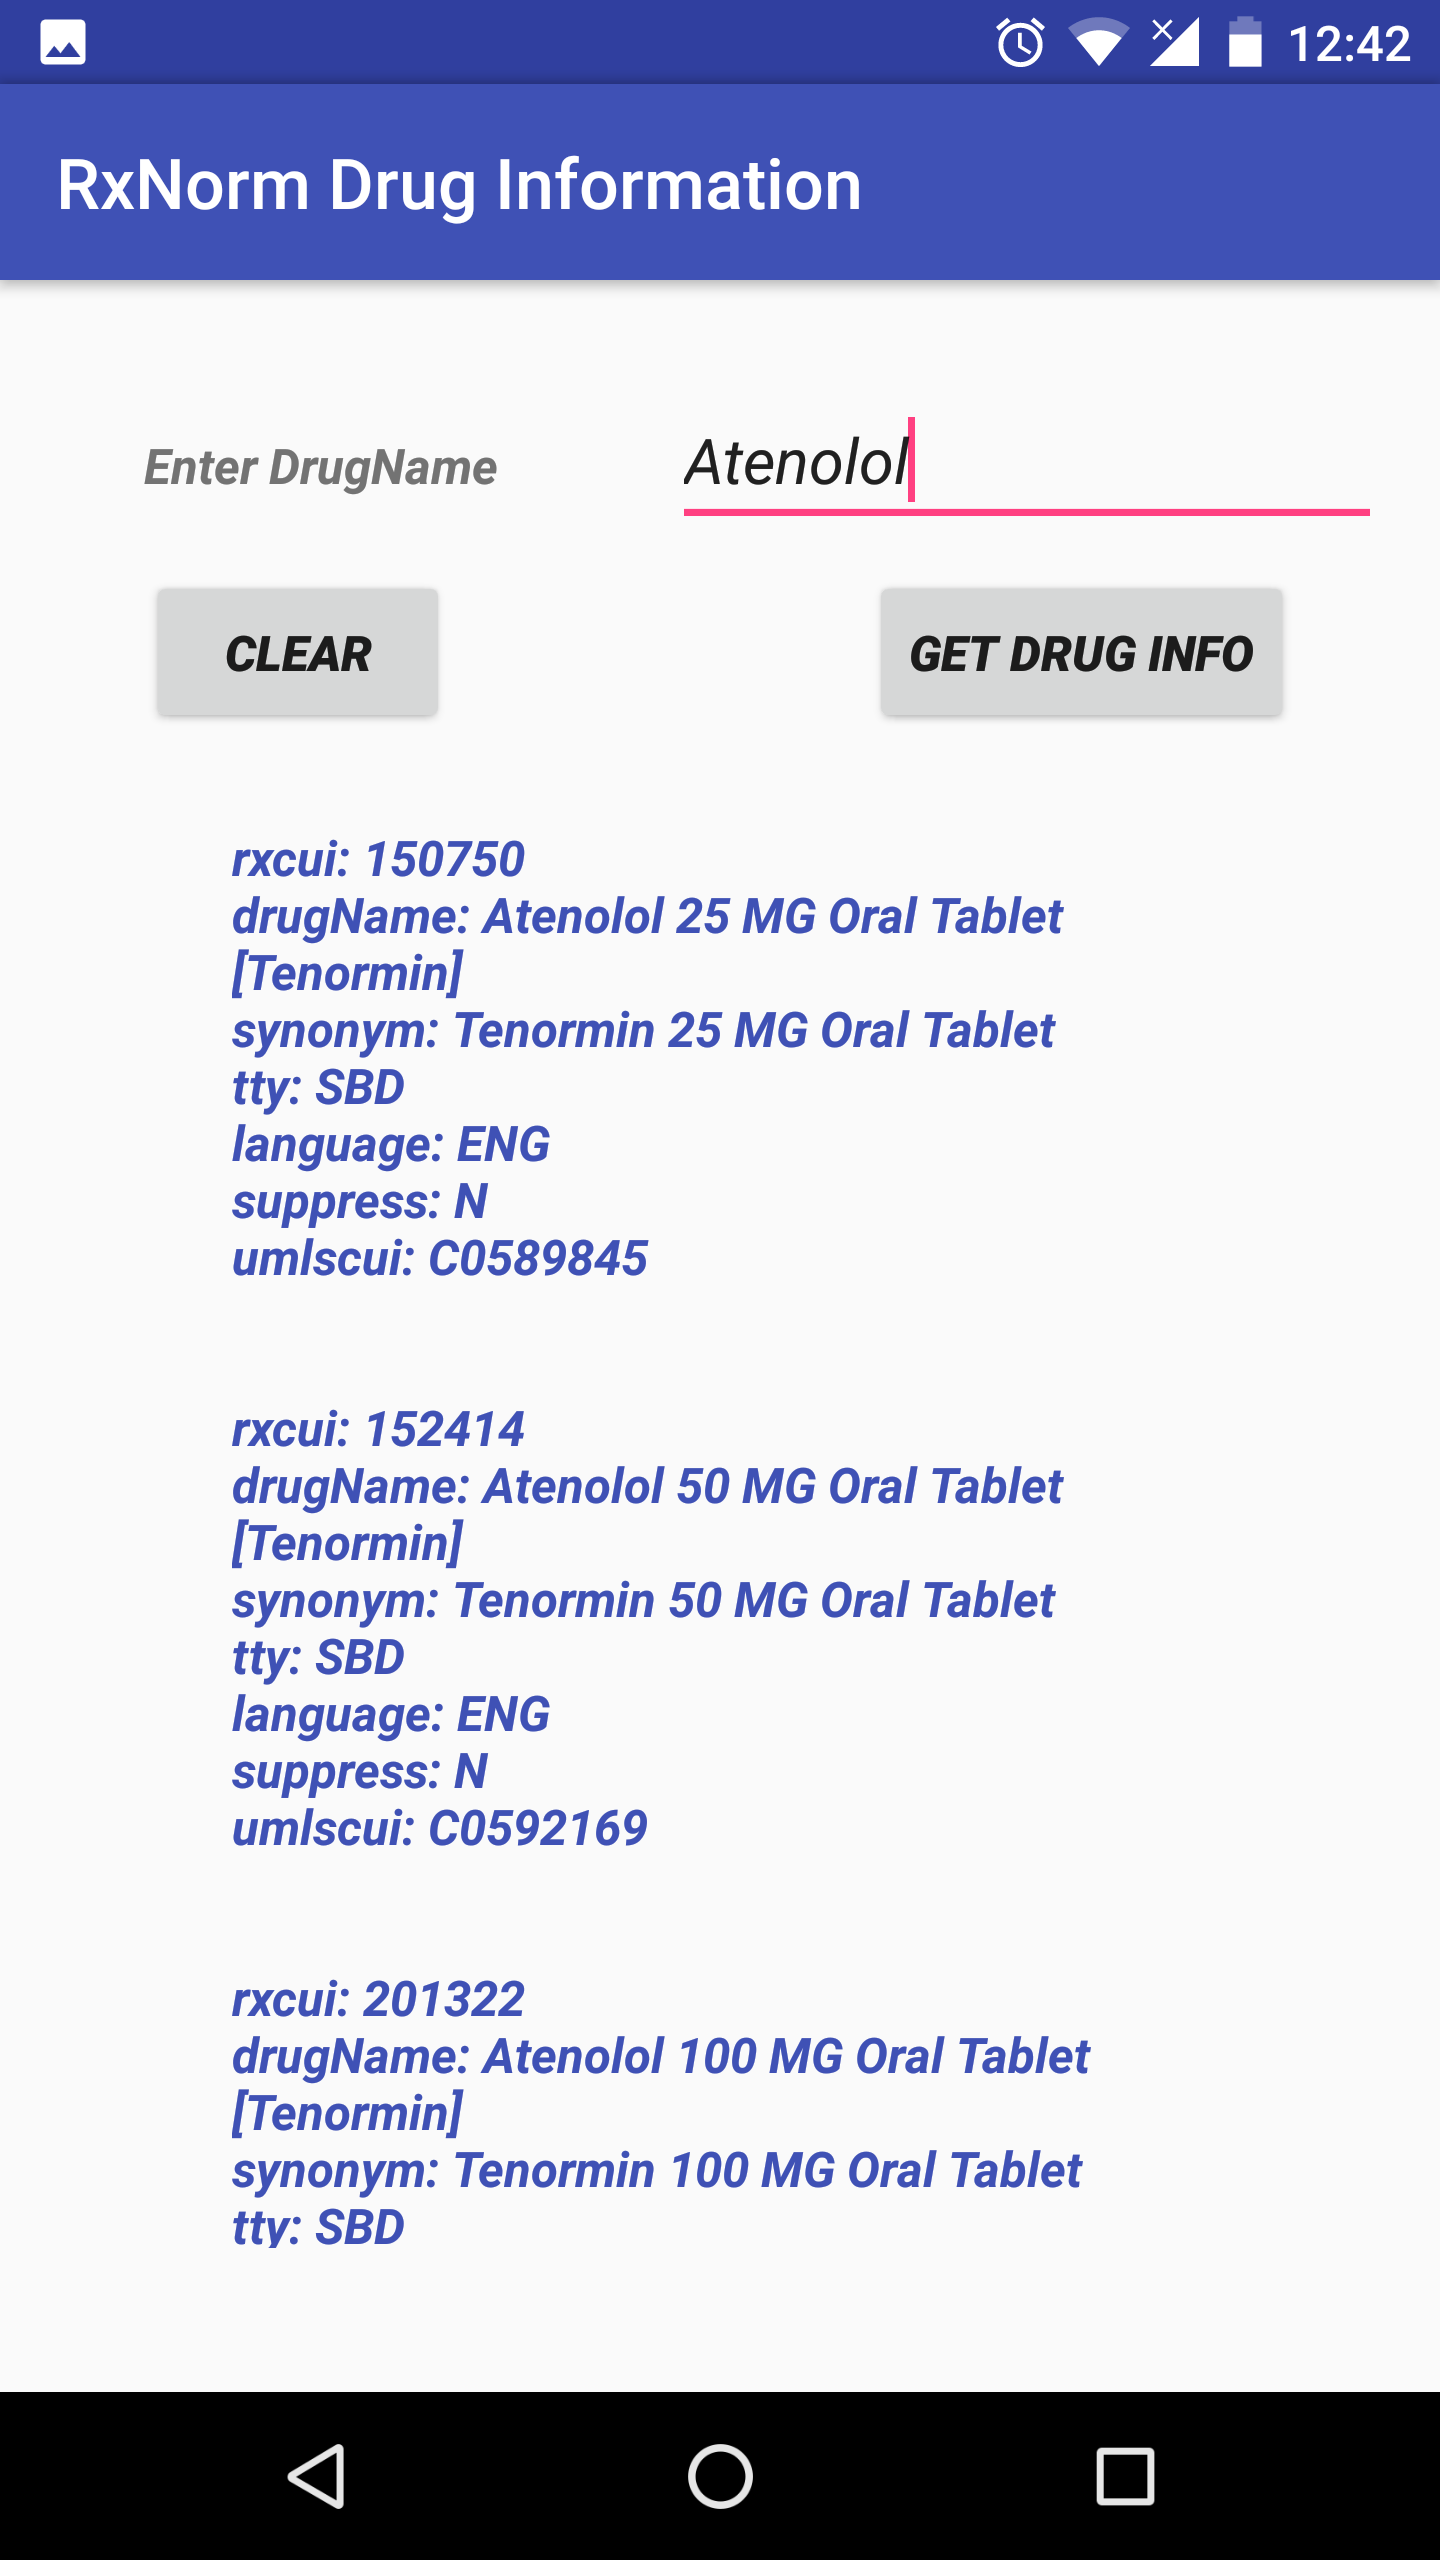 12:42
RxNorm Drug Information
Enter DrugName
Atenolol
CLEAR
GET DRUG INFO
rxcui: 150750
drugName: Atenolol 25 MG Oral Tablet
[Tenormin]
synonym: Tenormin 25 MG Oral Tablet
tty: SBD
language: ENG
suppress: N
umlscui: C0589845
rxcui: 152414
drugName: Atenolol 50 MG Oral Tablet
[Tenormin]
synonym: Tenormin 50 MG Oral Tablet
tty: SBD
language: ENG
suppress: N
umlscui: C0592169
rxcui: 201322
drugName: Atenolol 100 MG Oral Tablet
[Tenormin]
synonym: Tenormin 100 MG Oral Tablet
tty: SBD